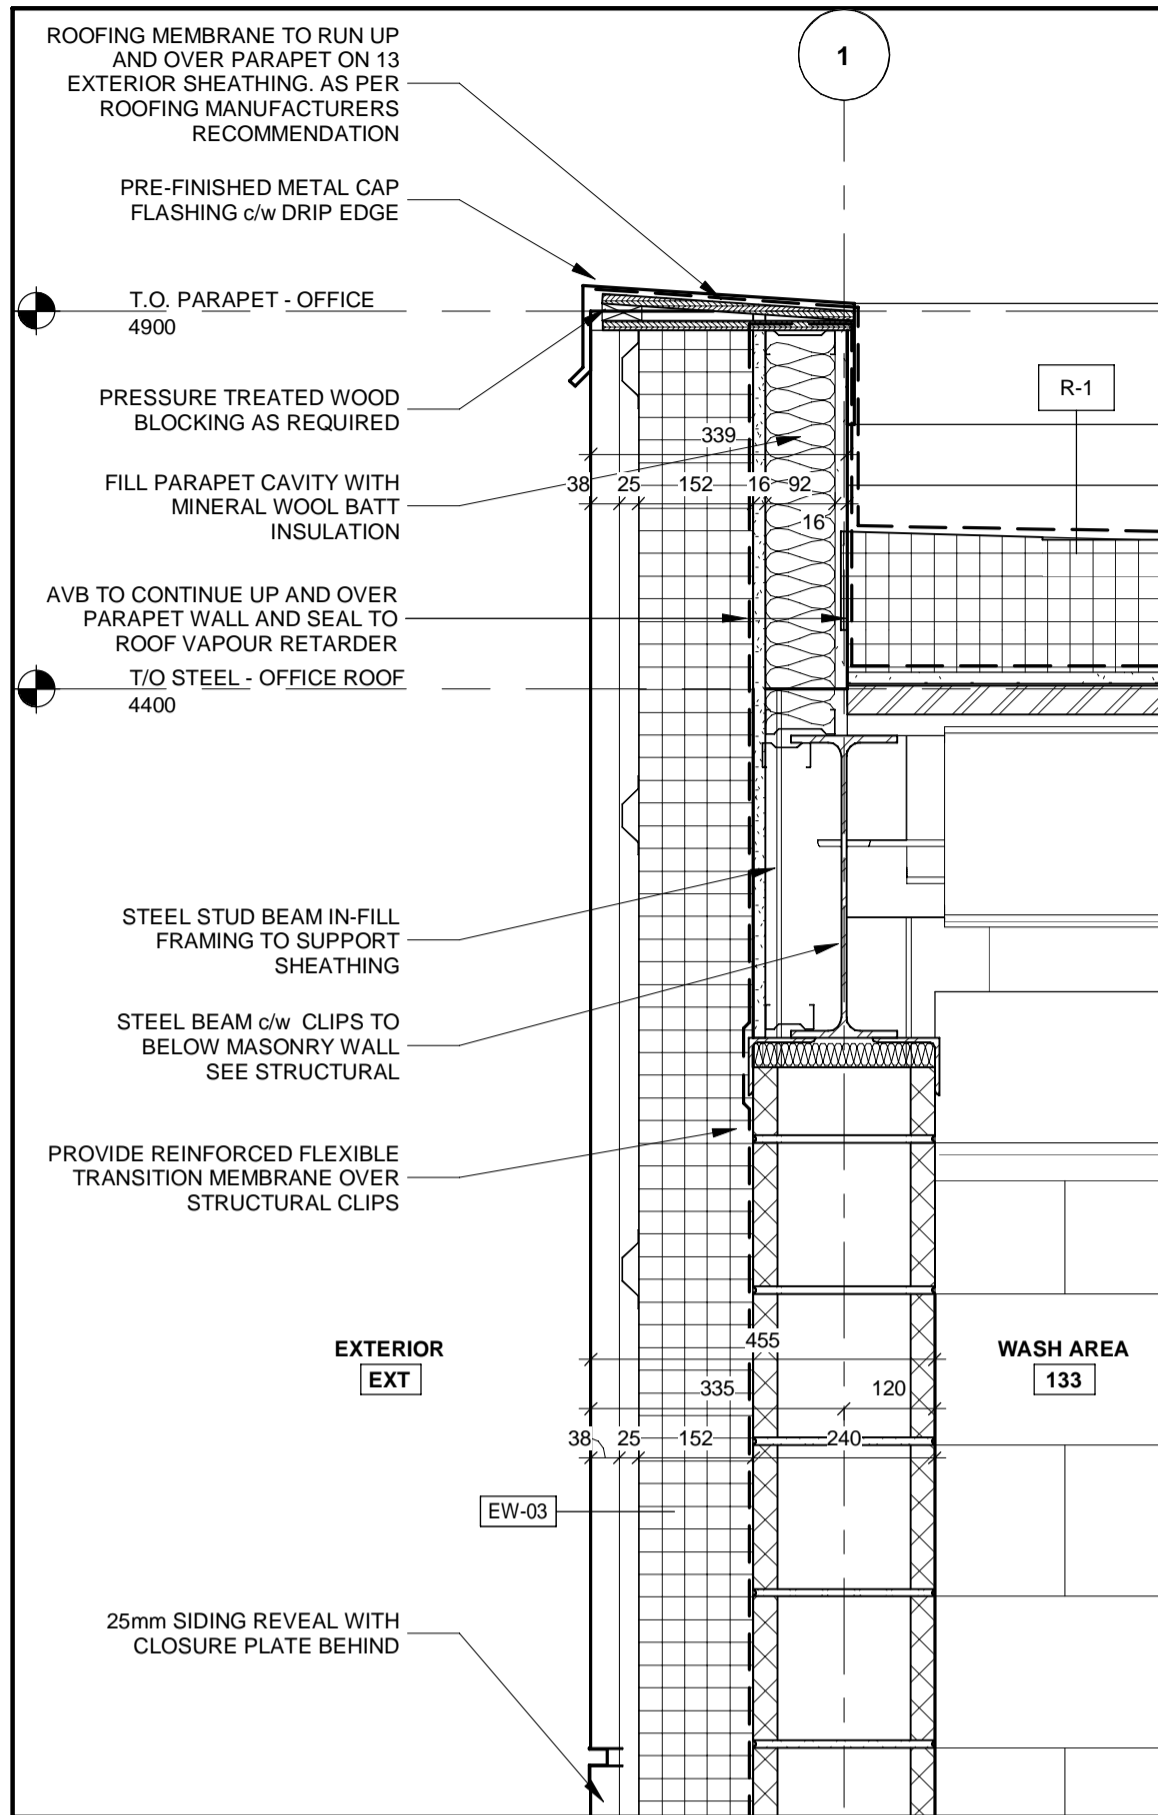 ROOFING MEMBRANE TO RUN UP
AND OVER PARAPET ON 13
EXTERIOR SHEATHING. AS PER
ROOFING MANUFACTURERS
RECOMMENDATION
1
PRE-FINISHED METAL CAP
FLASHING c/w DRIP EDGE
T.O. PARAPET - OFFICE
4900
R-1
PRESSURE TREATED WOOD
BLOCKING AS REQUIRED
339
FILL PARAPET CAVITY WITH
MINERAL WOOL BATT
INSULATION
38 25 152 16 92
16
AVB TO CONTINUE UP AND OVER
PARAPET WALL AND SEAL TO
ROOF VAPOUR RETARDER
T/O STEEL - OFFICE ROOF
4400
STEEL STUD BEAM IN-FILL
FRAMING TO SUPPORT
SHEATHING
STEEL BEAM c/w CLIPS TO
BELOW MASONRY WALL
SEE STRUCTURAL
PROVIDE REINFORCED FLEXIBLE
TRANSITION MEMBRANE OVER
STRUCTURAL CLIPS
EXTERIOR
EXT
455
335 120
38 25 152 240
WASH AREA
133
EW-03
25mm SIDING REVEAL WITH
CLOSURE PLATE BEHIND